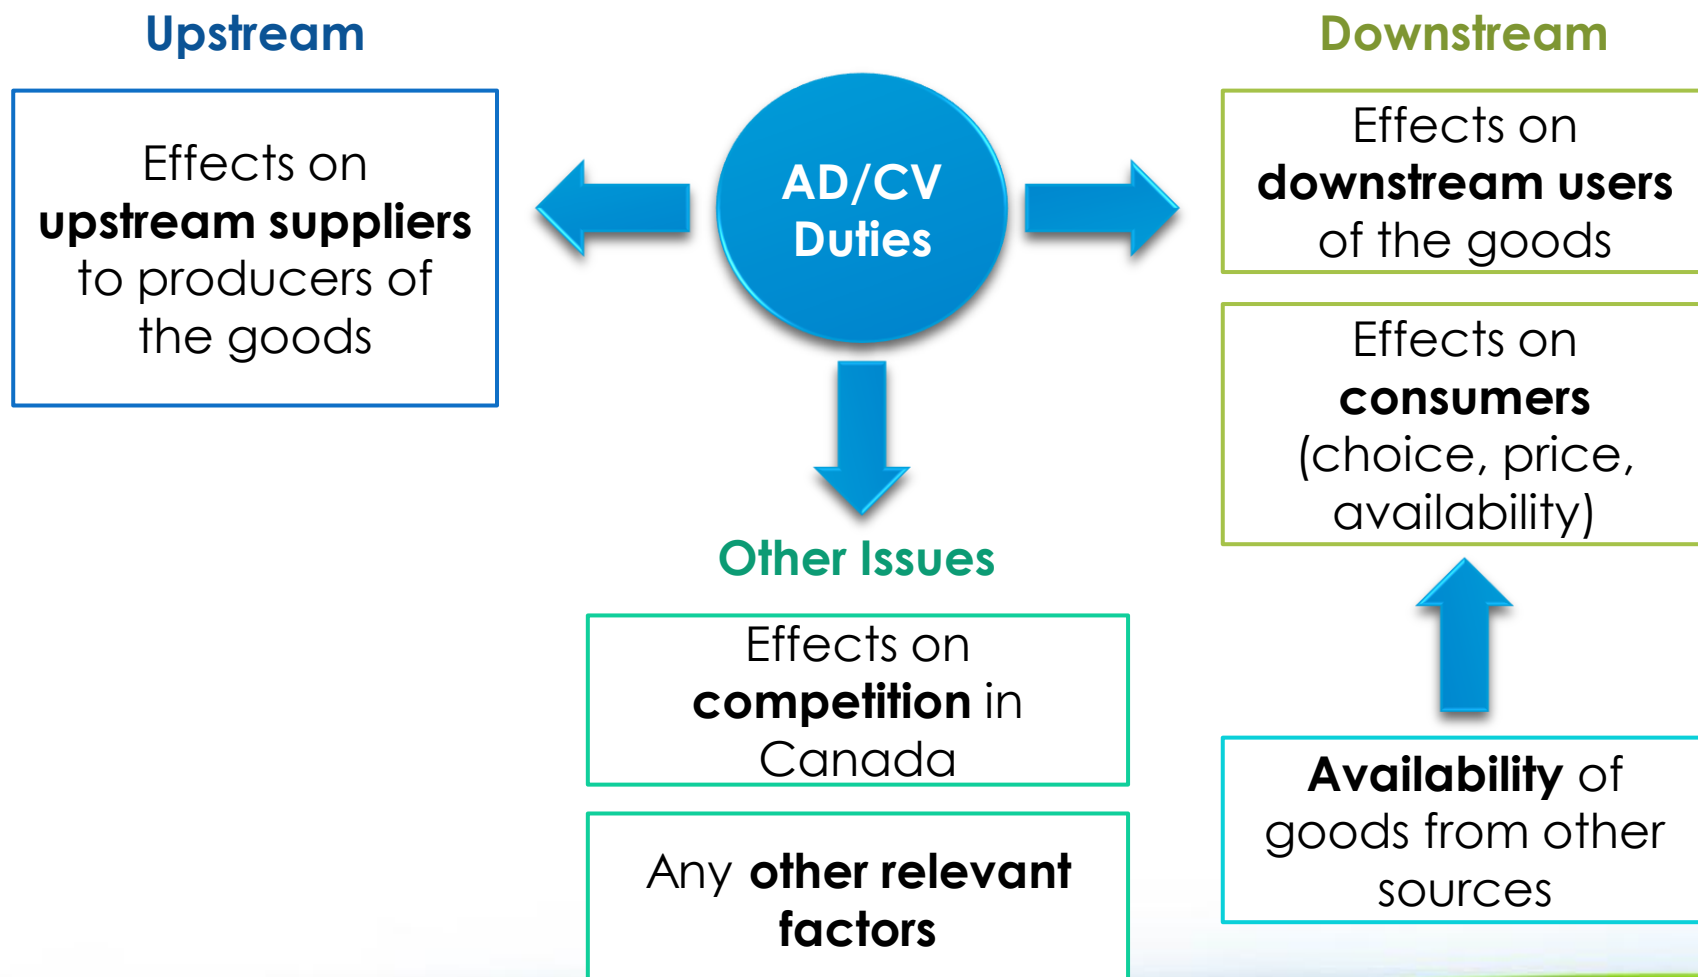 Upstream
Effects on
upstream suppliers
to producers of
the goods
AD/CV
Duties
Downstream
Effects on
downstream users
of the goods
Effects on
consumers
(choice, price,
availability)
Availability of
goods from other
sources
Other Issues
Effects on
competition in
Canada
Any other relevant
factors